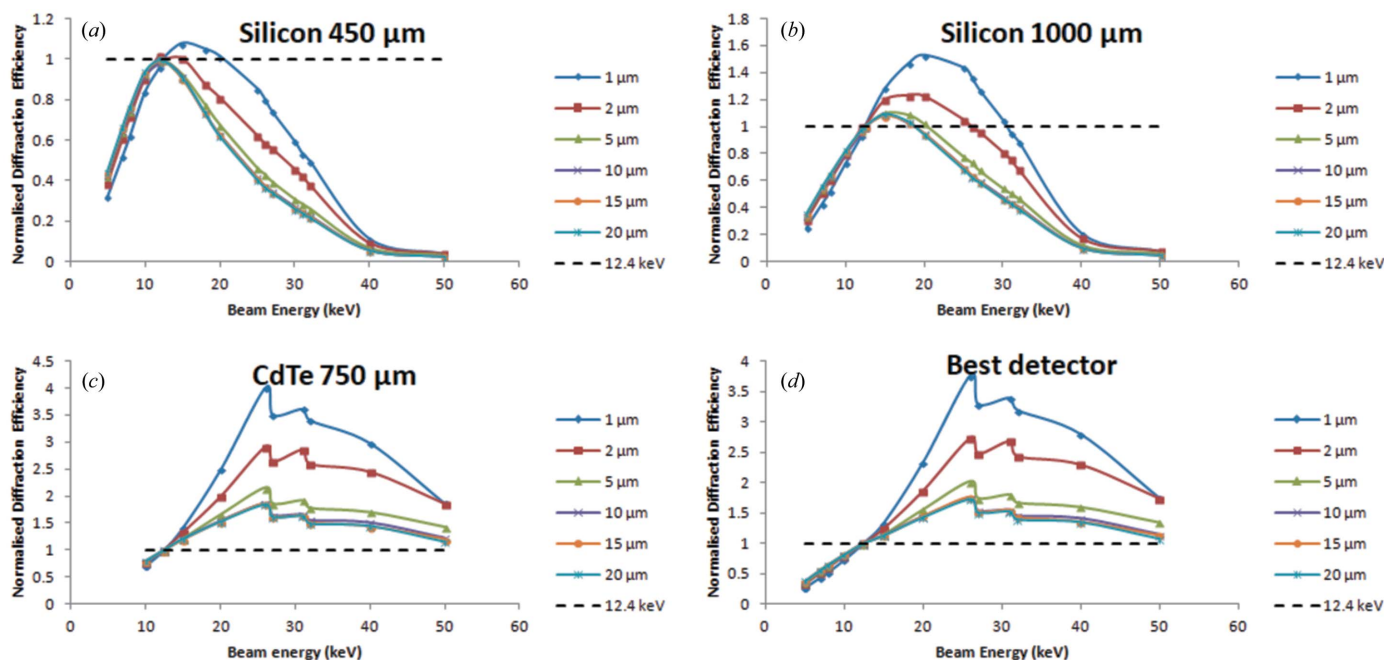 (a)
Silicon 450 µm
Normalised Diffraction Efficiency
1.2
1
0.8
0.6
0.4
0.2
0
0 10 20 30 40 50 60
Beam Energy (keV)
1 µm
2 µm
5 µm
10 µm
15 µm
20 µm
12.4 keV
(b)
Silicon 1000 µm
Normalised Diffraction Efficiency
1.8
1.6
1.4
1.2
1
0.8
0.6
0.4
0.2
0
0 10 20 30 40 50 60
Beam Energy (keV)
1 µm
2 µm
5 µm
10 µm
15 µm
20 µm
12.4 keV
(c)
CdTe 750 µm
Normalised Diffraction Efficiency
4.5
4
3.5
3
2.5
2
1.5
1
0.5
0
0 10 20 30 40 50 60
Beam energy (keV)
1 µm
2 µm
5 µm
10 µm
15 µm
20 µm
12.4 keV
(d)
Best detector
Normalised Diffraction Efficiency
4
3.5
3
2.5
2
1.5
1
0.5
0
0 10 20 30 40 50 60
Beam Energy (keV)
1 µm
2 µm
5 µm
10 µm
15 µm
20 µm
12.4 keV